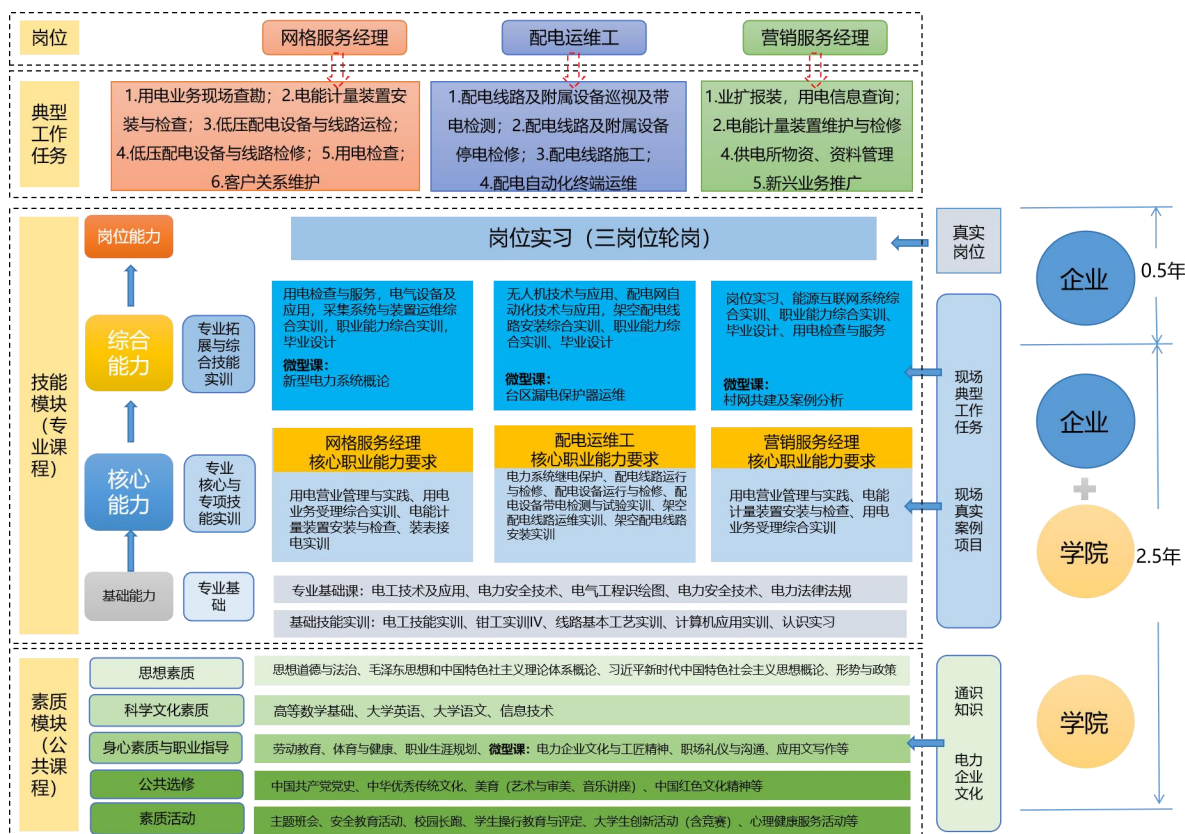 岗位
网格服务经理
配电运维工
营销服务经理
典型
工作
任务
1.用电业务现场查勘；2.电能计量装置安
装与检查；3.低压配电设备与线路运检；
4.低压配电设备与线路检修；5.用电检查；
6.客户关系维护
1.配电线路及附属设备巡视及带
电检测；2.配电线路及附属设备
停电检修；3.配电线路施工；
4.配电自动化终端运维
1.业扩报装，用电信息查询；
2.电能计量装置维护与检修
4.供电所物资、资料管理
5.新兴业务推广
技能
模块
（专
业课
程）
岗位能力
岗位实习（三岗位轮岗）
真实
岗位
企业
0.5年
综合
能力
专业拓
展与综
合技能
实训
用电检查与服务，电气设备及
应用，采集系统与装置运维综
合实训，职业能力综合实训，
毕业设计
微型课：
新型电力系统概论
无人机技术与应用、配电网自
动化技术与应用，架空配电线
路安装综合实训、职业能力综
合实训、毕业设计
微型课：
台区漏电保护器运维
岗位实习、能源互联网系统综
合实训、职业能力综合实训、
毕业设计、用电检查与服务
微型课：
村网共建及案例分析
现场
典型
工作
任务
现场
真实
案例
项目
企业
+
学院
2.5年
核心
能力
专业
核心与
专项技
能实训
网格服务经理
核心职业能力要求
用电营业管理与实践、用电
业务受理综合实训、电能计
量装置安装与检查、装表接
电实训
配电运维工
核心职业能力要求
电力系统继电保护、配电线路运行
与检修、配电设备运行与检修、配
电设备带电检测与试验实训、架空
配电线路运维实训、架空配电线路
安装实训
营销服务经理
核心职业能力要求
用电营业管理与实践、电能
计量装置安装与检查、用电
业务受理综合实训
基础能力
专业基
础
专业基础课：电工技术及应用、电力安全技术、电气工程识绘图、电力安全技术、电力法律法规
基础技能实训：电工技能实训、钳工实训IV、线路基本工艺实训、计算机应用实训、认识实习
素质
模块
（公
共课
程）
思想素质
思想道德与法治、毛泽东思想和中国特色社主义理论体系概论、习近平新时代中国特色社会主义思想概论、形势与政策
科学文化素质
高等数学基础、大学英语、大学语文、信息技术
身心素质与职业指导
劳动教育、体育与健康、职业生涯规划、微型课：电力企业文化与工匠精神、职场礼仪与沟通、应用文写作等
公共选修
中国共产党党史、中华优秀传统文化、美育（艺术与审美、音乐讲座）、中国红色文化精神等
素质活动
主题班会、安全教育活动、校园长跑、学生操行教育与评定、大学生创新活动（含竞赛）、心理健康服务活动等
通识
知识
电力
企业
文化
学院